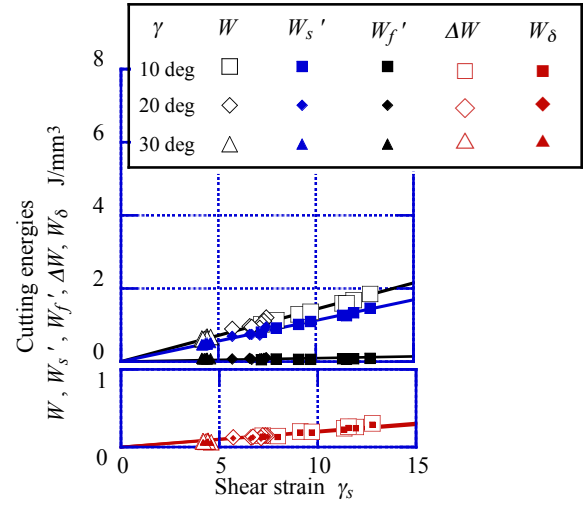 γ W Ws' Wf' ΔW Wδ
10 deg
20 deg
30 deg
8
6
4
2
0
1
0
0 5 10 15
Shear strain γs
Cutting energies
W, Ws', Wf', ΔW, Wδ J/mm³